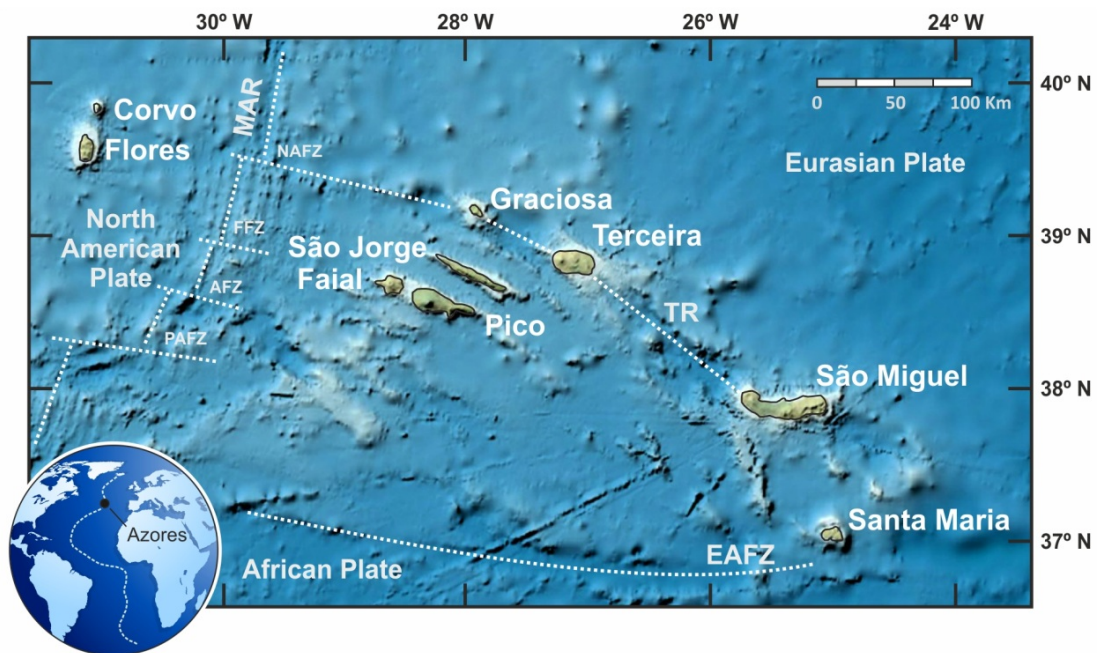 30º W
28º W
26º W
24º W
40º N
39º N
38º N
37º N
0
50
100 Km
Corvo
Flores
MAR
NAFZ
Eurasian Plate
Graciosa
Terceira
North
American
Plate
FFZ
São Jorge
Faial
AFZ
Pico
TR
PAFZ
São Miguel
Santa Maria
EAFZ
African Plate
Azores